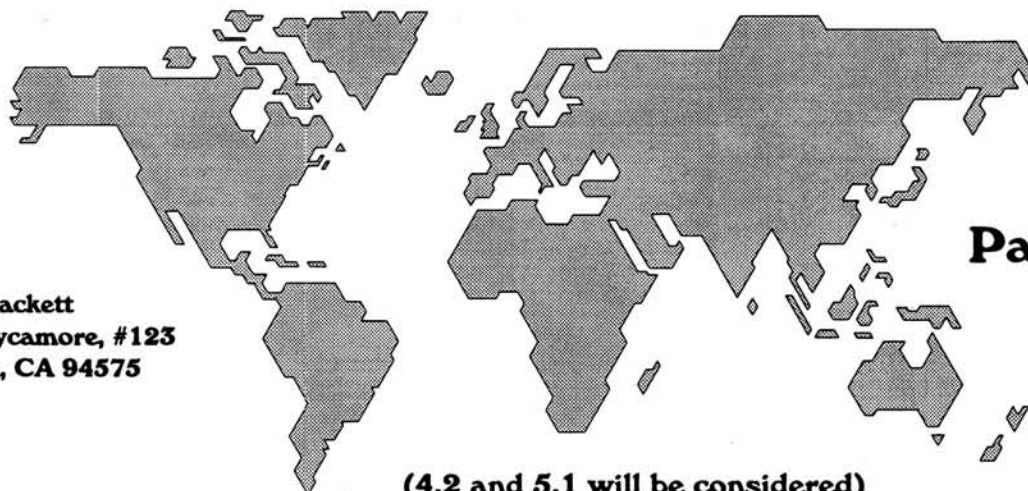 Pa
ackett
ycamore, #123
, CA 94575
(4.2 and 5.1 will be considered)